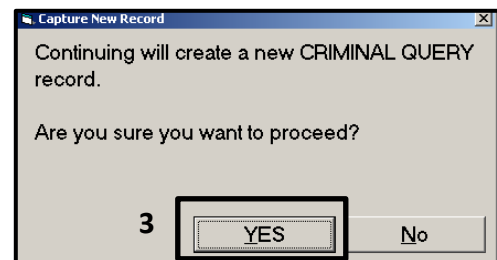 Capture New Record
Continuing will create a new CRIMINAL QUERY
record.
Are you sure you want to proceed?
3 YES No